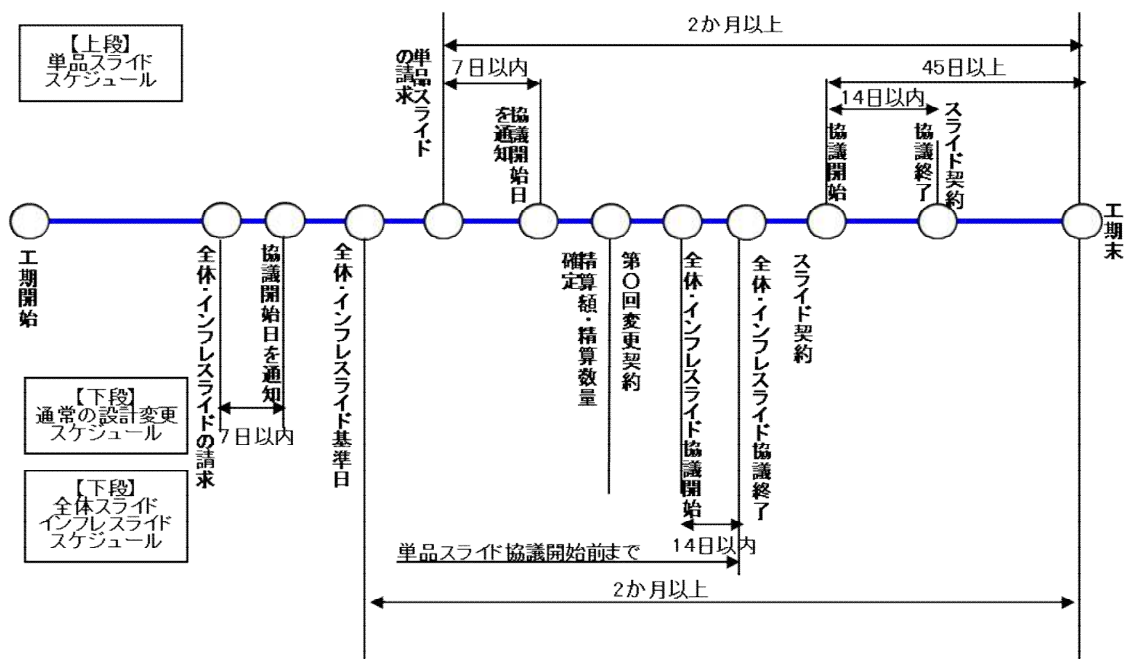 【上段】
単品スライド
スケジュール
2か月以上
単品スライド
の請求
7日以内
協議開始日
を通知
45日以上
14日以内
協議開始
協議終了
スライド契約
工期開始
工期末
全体・インフレスライドの請求
協議開始日を通知
7日以内
全体・インフレスライド基準日
精算額・精算数量
確定
第〇回変更契約
全体・インフレスライド協議開始
全体・インフレスライド協議終了
スライド契約
14日以内
単品スライド協議開始前まで
2か月以上
【下段】
通常の設計変更
スケジュール
【下段】
全体スライド
インフレスライド
スケジュール